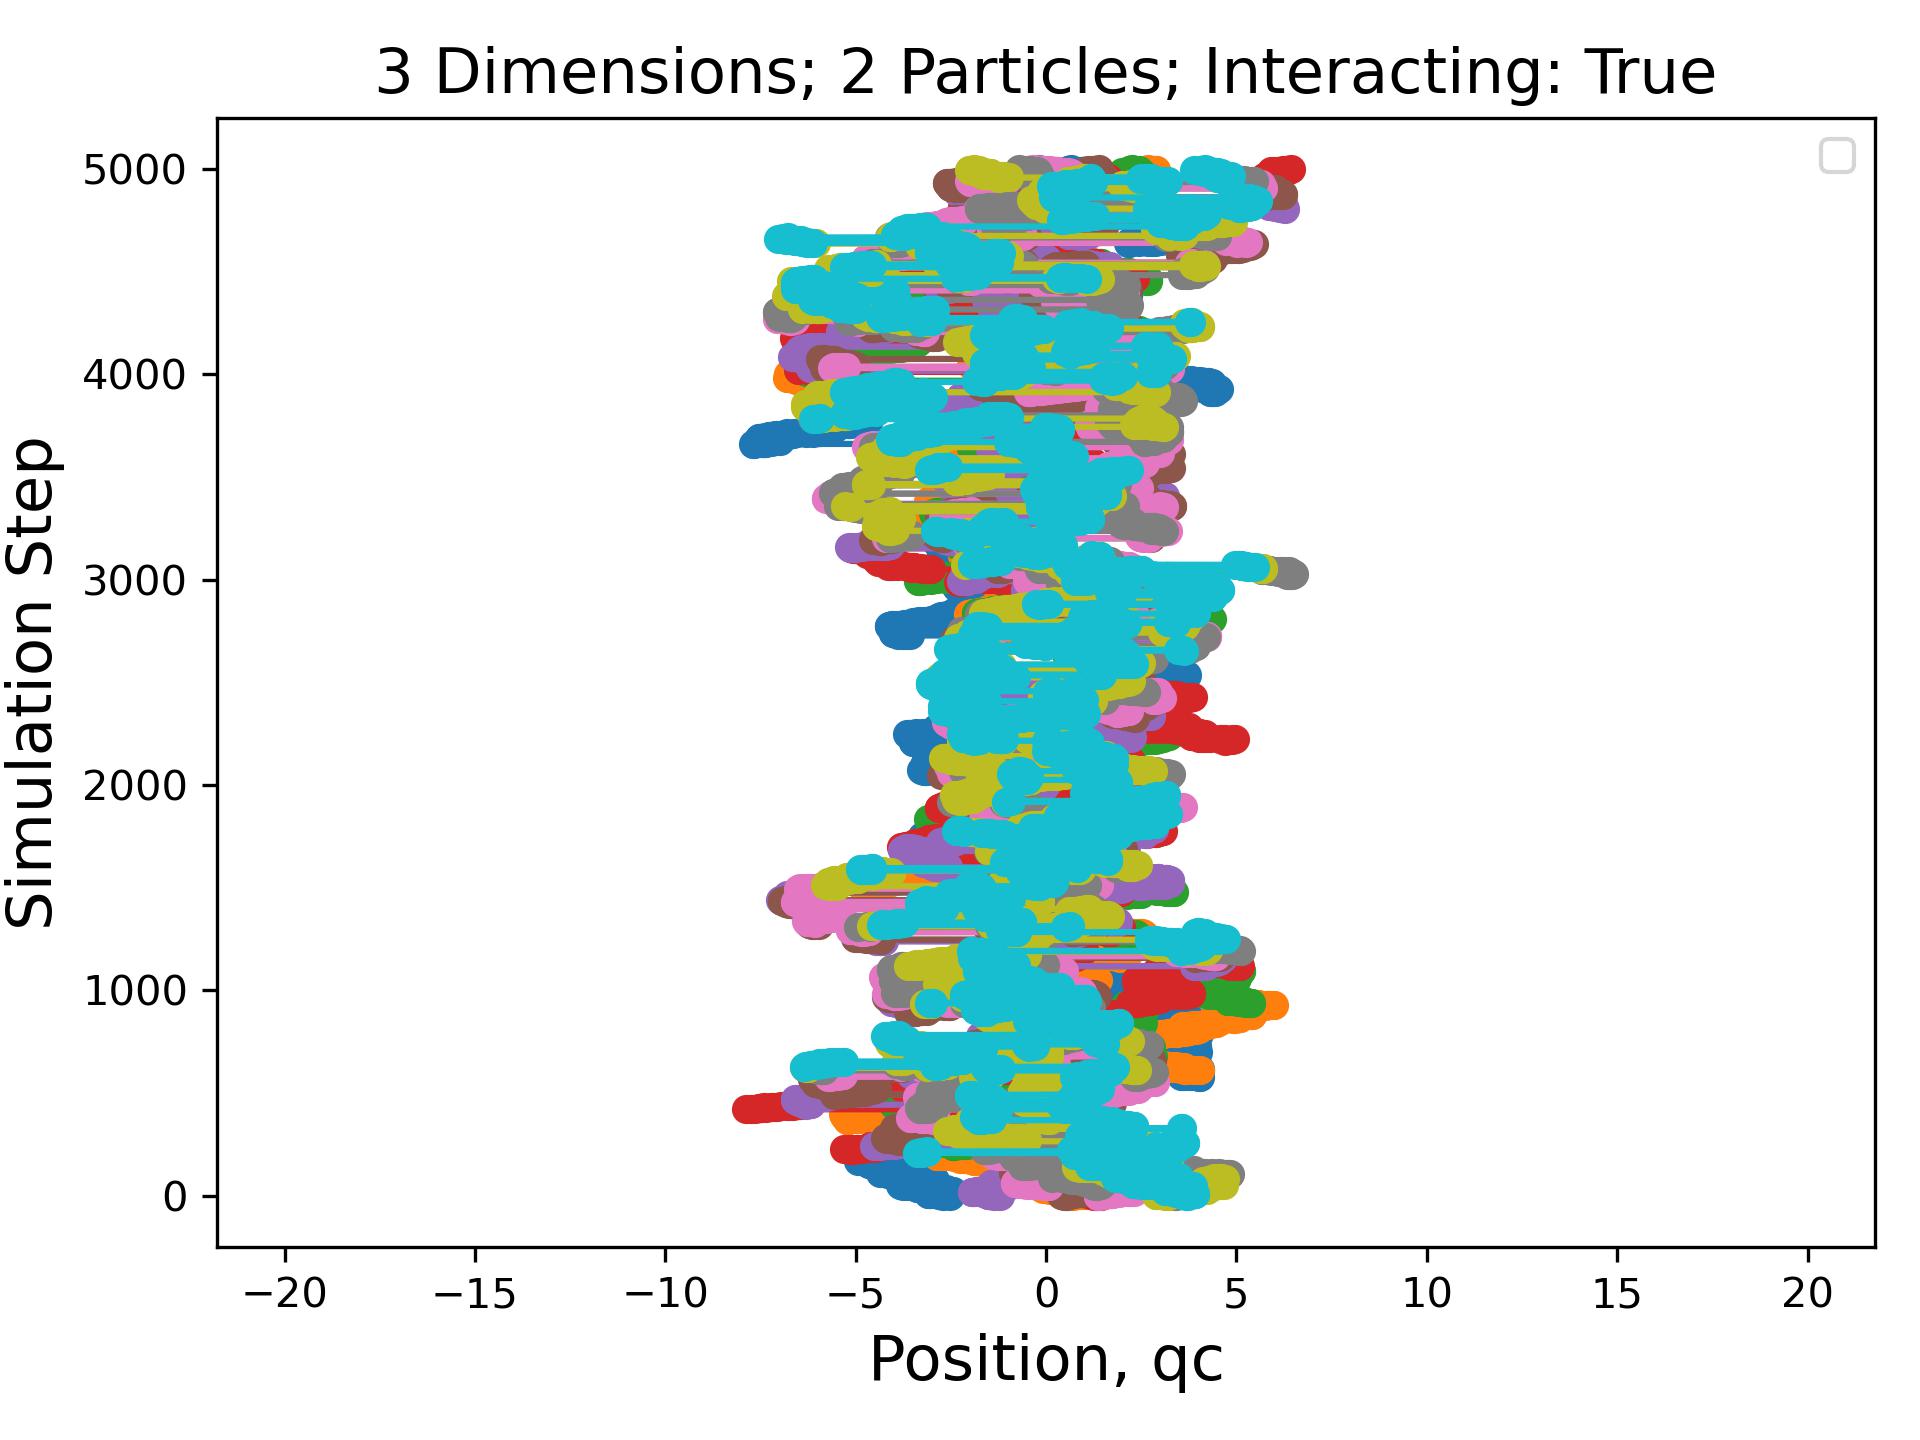 3 Dimensions; 2 Particles; Interacting: True
Simulation Step
5000
4000
3000
2000
1000
0
−20 −15 −10 −5 0 5 10 15 20
Position, qc